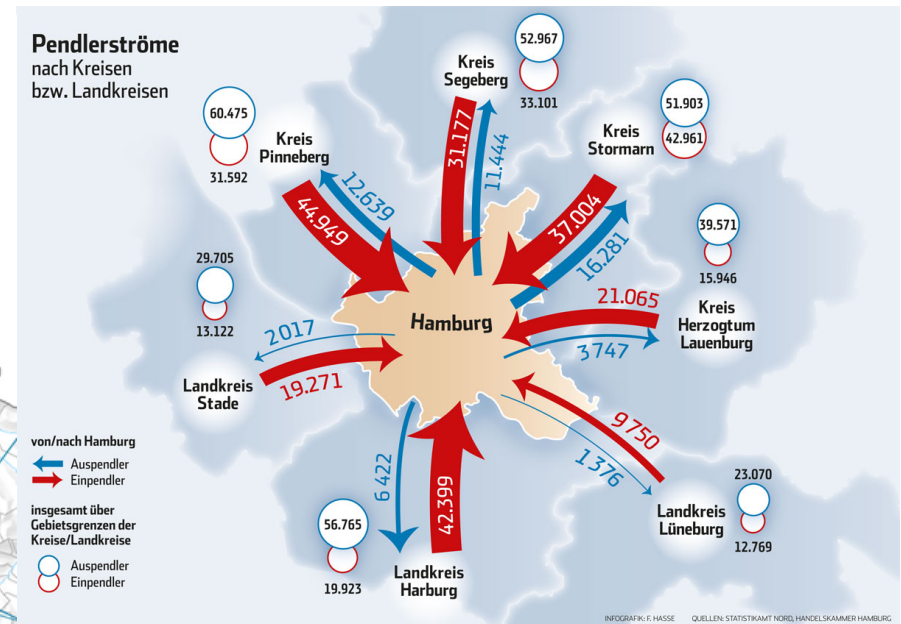 Pendlerströme
nach Kreisen
bzw. Landkreisen
52.967
Kreis
Segeberg
33.101
60.475
Kreis
Pinneberg
31.592
51.903
Kreis
Stormarn
42.961
31.177
11.444
12.639
44.949
37.004
16.281
39.571
15.946
29.705
13.122
21.065
Kreis
Herzogtum
Lauenburg
3747
Hamburg
2017
19.271
Landkreis
Stade
9750
1376
6422
42.399
von/nach Hamburg
Auspendler
Einpendler
insgesamt über
Gebietsgrenzen der
Kreise/Landkreise
Auspendler
Einpendler
56.765
19.923
Landkreis
Harburg
23.070
Landkreis
Lüneburg
12.769
INFOGRAFIK: F. HASSE QUELLEN: STATISTIKAMT NORD, HANDELSKAMMER HAMBURG